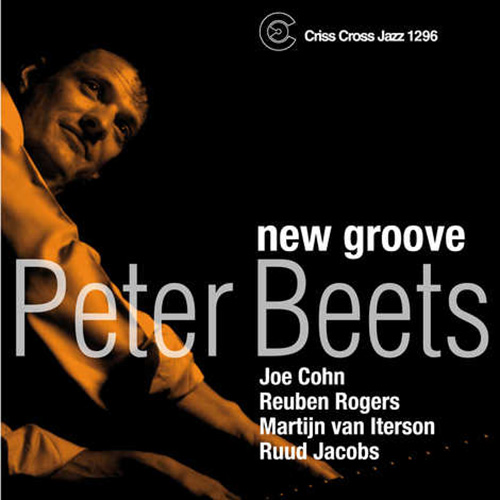 Criss Cross Jazz 1296
new groove
Peter Beets
Joe Cohn
Reuben Rogers
Martijn van Iterson
Ruud Jacobs